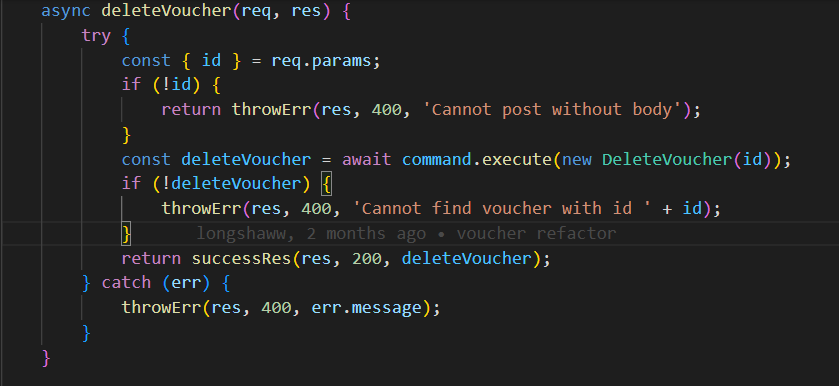 async deleteVoucher(req, res) {
try {
const { id } = req.params;
if (!id) {
return throwErr(res, 400, 'Cannot post without body');
}
const deleteVoucher = await command.execute(new DeleteVoucher(id));
if (!deleteVoucher) {
throwErr(res, 400, 'Cannot find voucher with id ' + id);
} longshaww, 2 months ago • voucher refactor
return successRes(res, 200, deleteVoucher);
} catch (err) {
throwErr(res, 400, err.message);
}
}